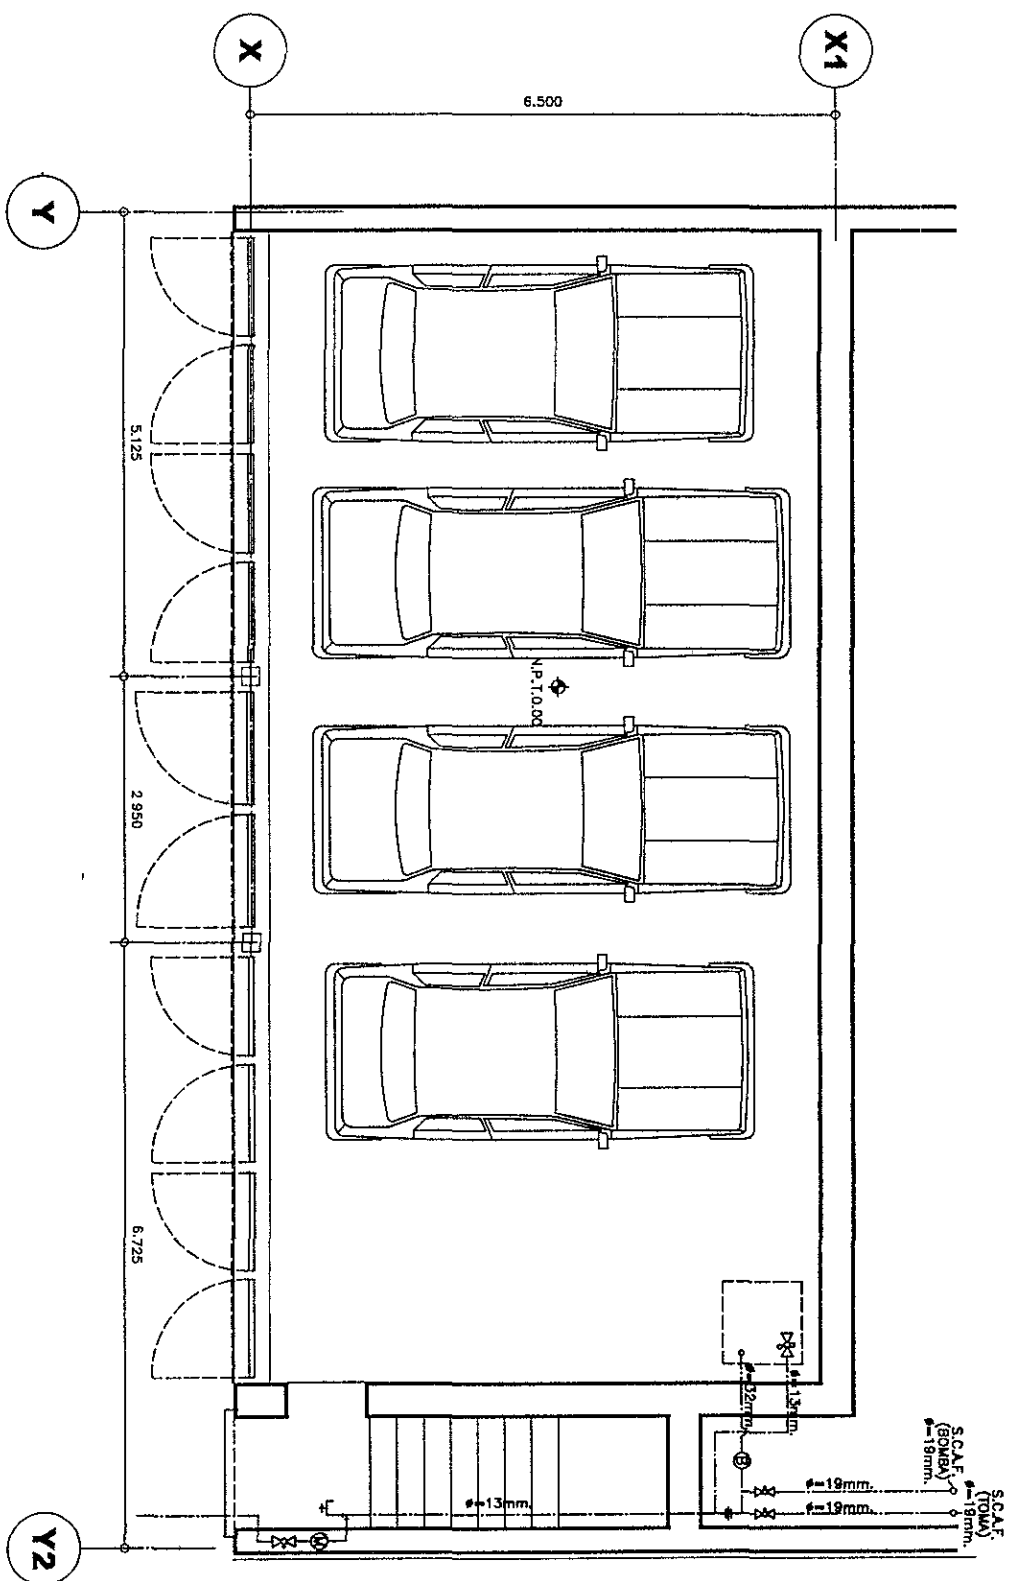 X
X1
6.500
Y
5.125
N.P.T.0.00
2.950
6.725
ø=13mm.
ø=32mm.
S.C.A.F.
(BOMBA)
ø=19mm.
S.C.A.F.
(TOMA)
ø=19mm.
B
ø=19mm.
ø=19mm.
ø=13mm.
M
Y2